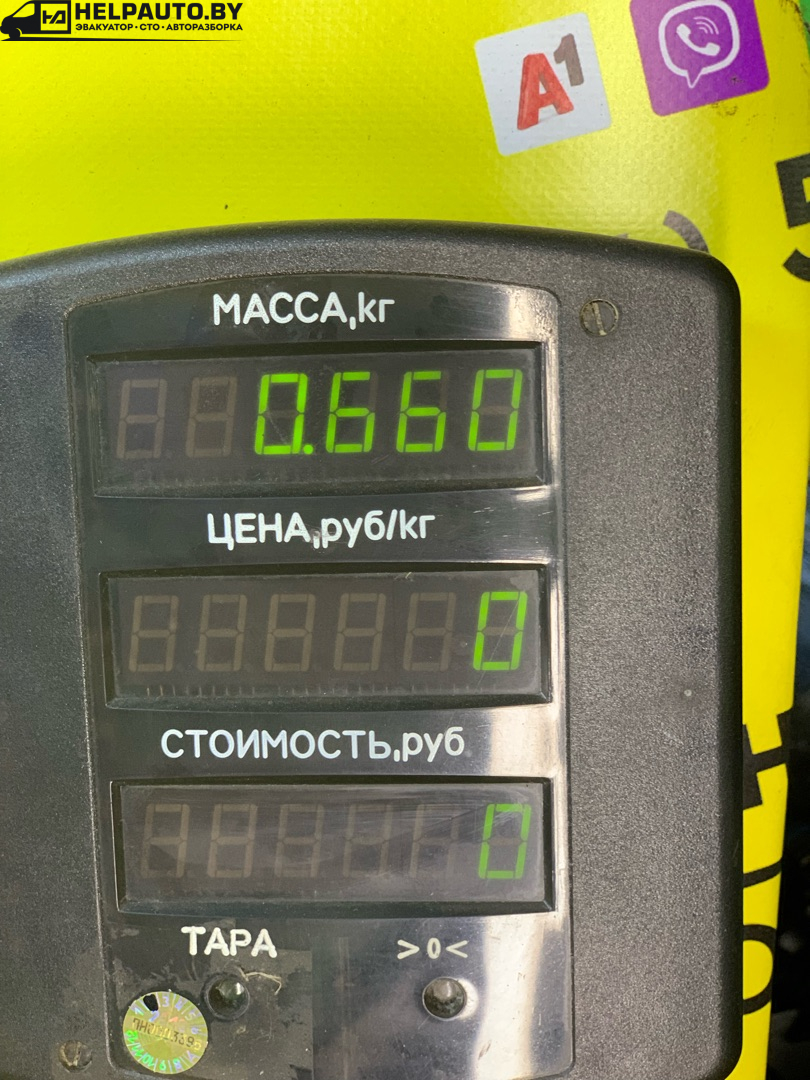 HELPAUTO.BY
ЭВАКУАТОР • СТО • АВТОРАЗБОРКА
A1
МАССА,кг
0.660
ЦЕНА,руб/кг
0
СТОИМОСТЬ,руб
0
ТАРА
>0<